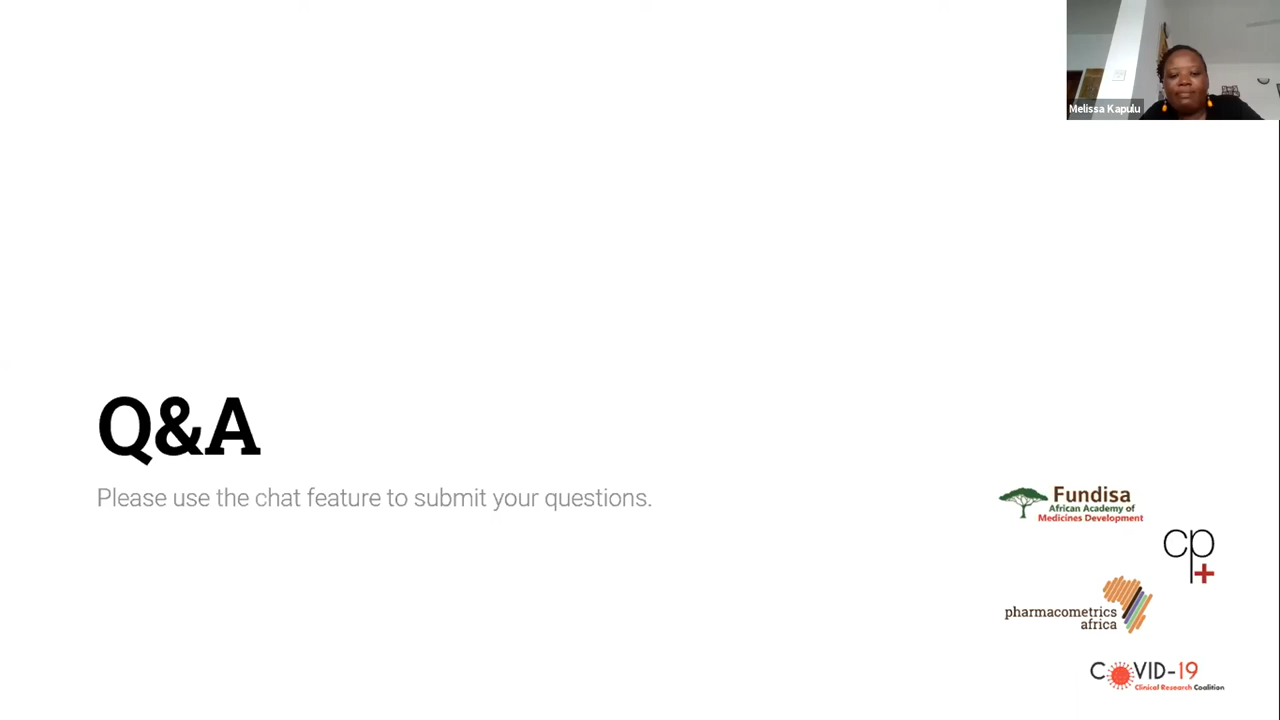 Melissa Kapulu
Q&A
Please use the chat feature to submit your questions.
Fundisa
African Academy of
Medicines Development
cp+
pharmacometrics
africa
COVID-19
Clinical Research Coalition